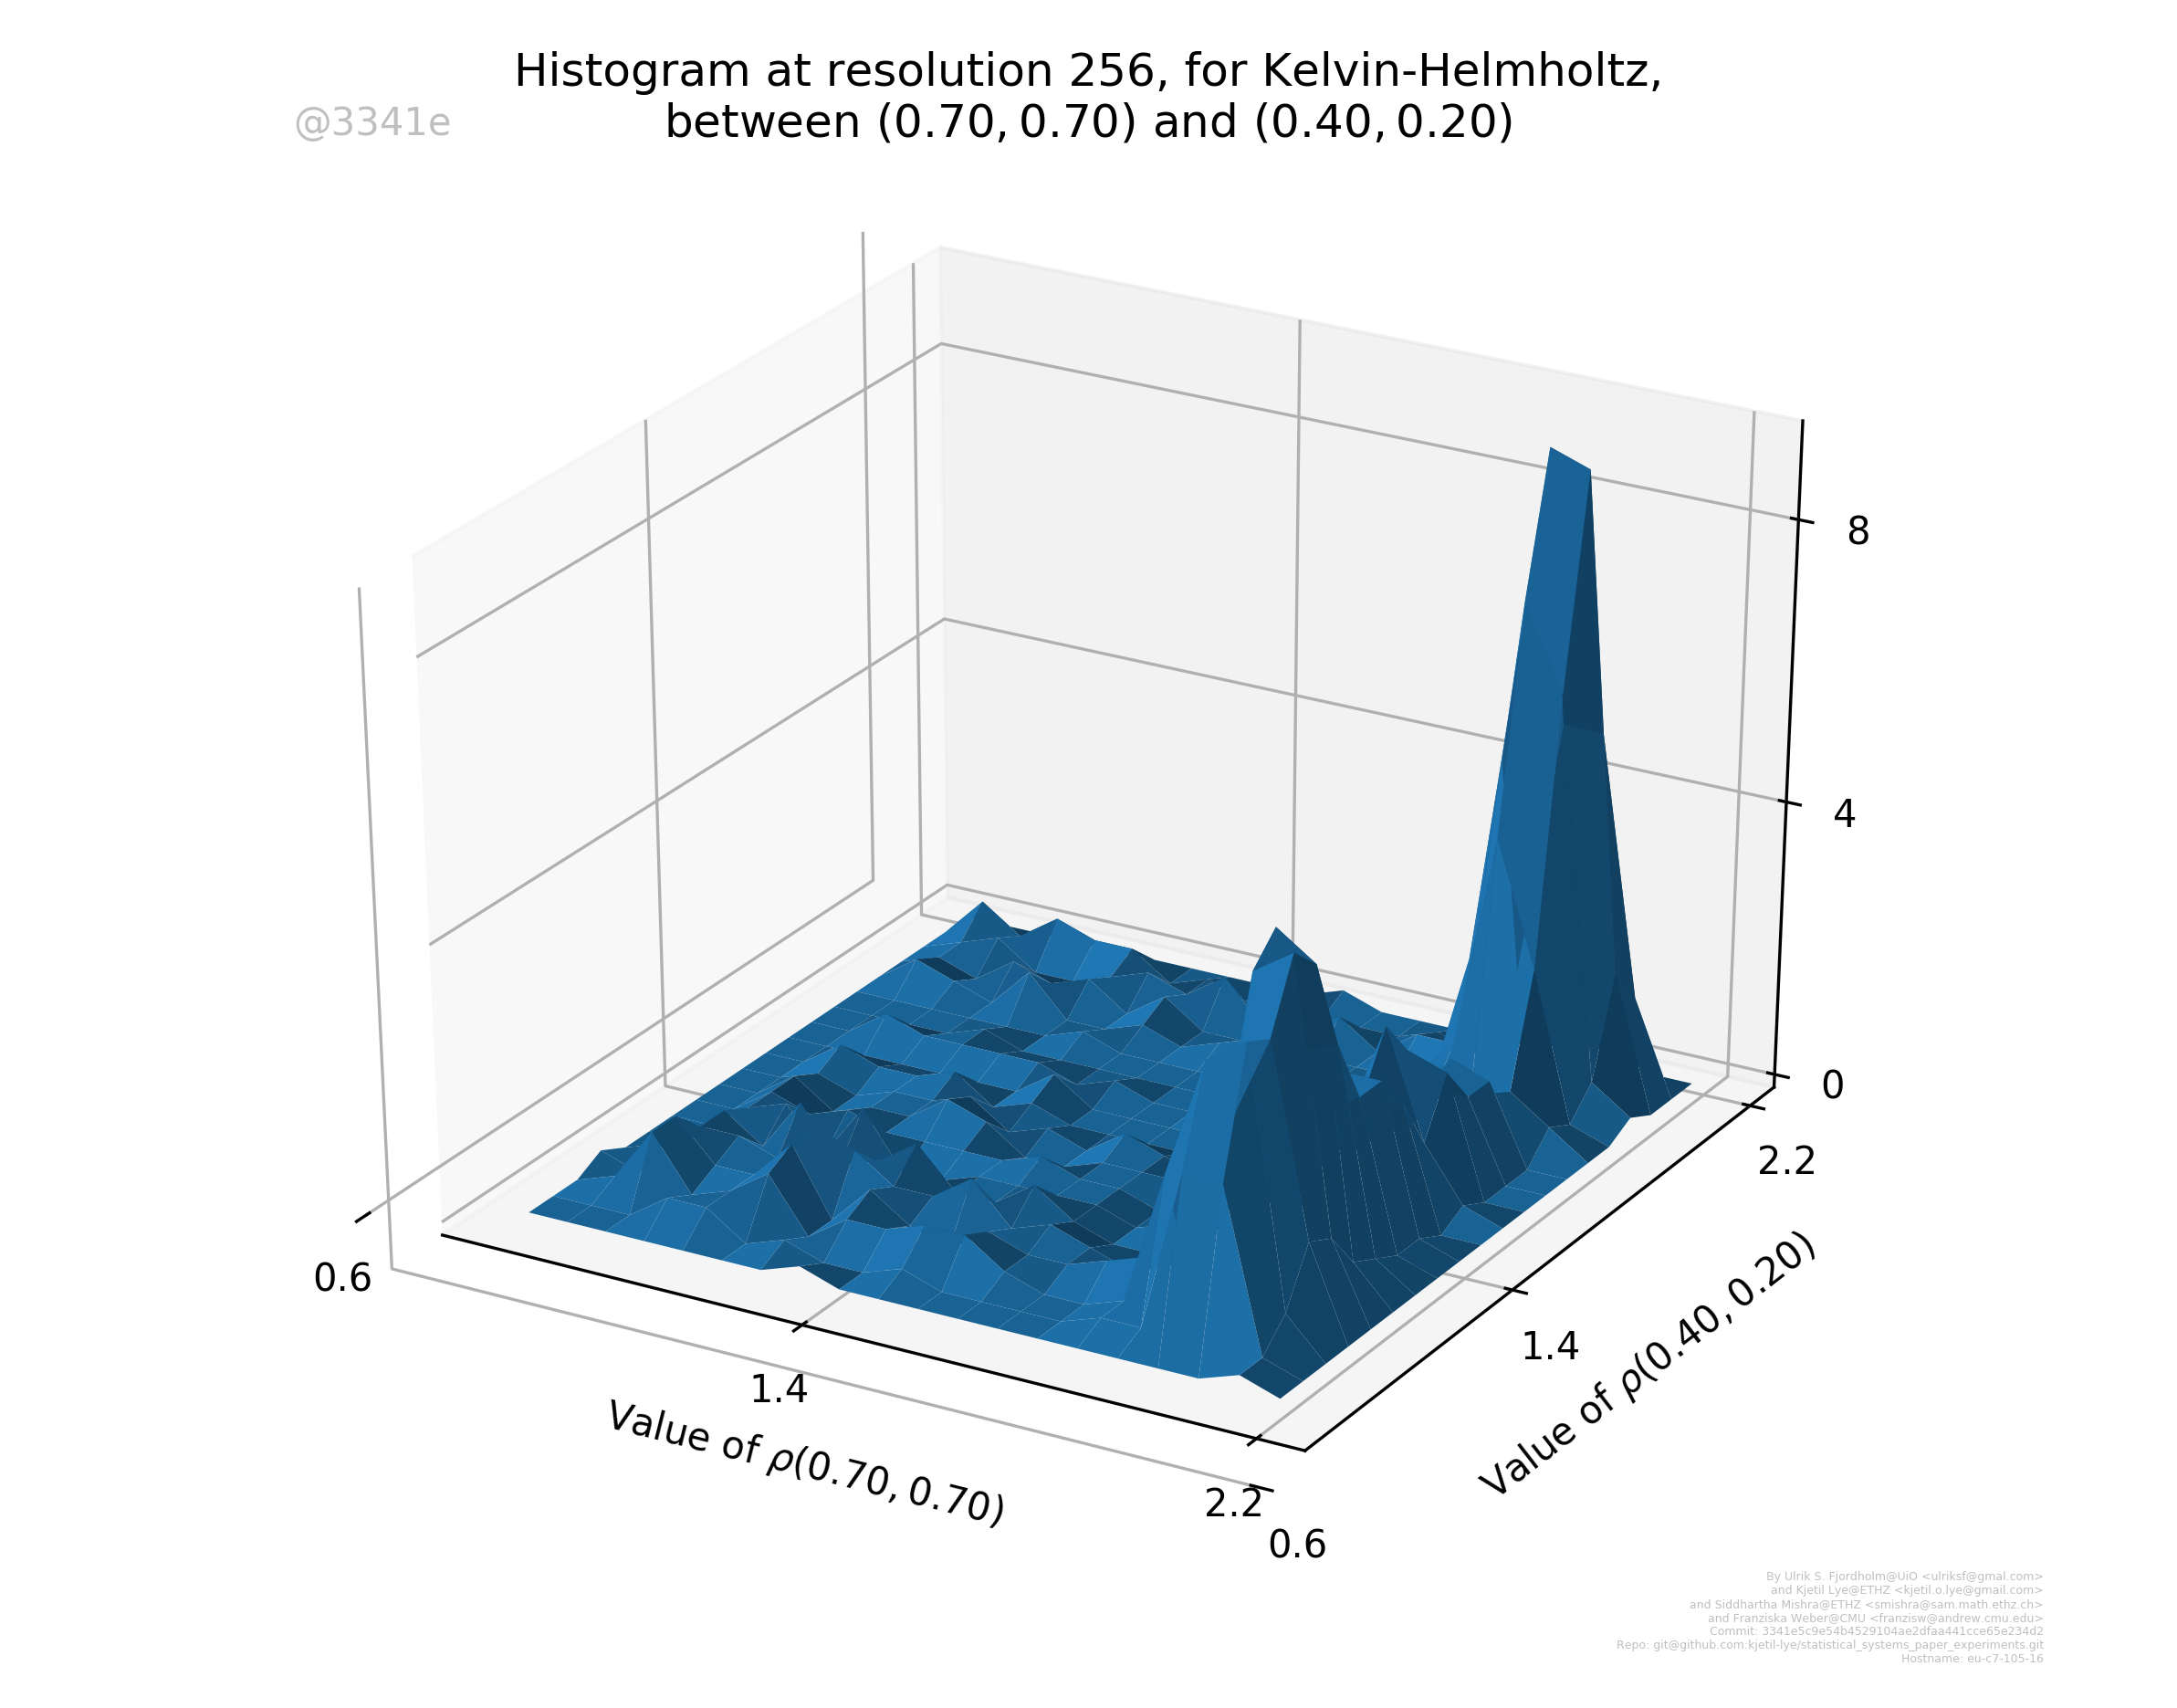 Histogram at resolution 256, for Kelvin-Helmholtz,
between (0.70, 0.70) and (0.40, 0.20)
@3341e
8
4
0
2.2
1.4
0.6
0.6
1.4
2.2
Value of ρ(0.70, 0.70)
Value of ρ(0.40, 0.20)
By Ulrik S. Fjordholm@UiO <ulriksf@gmal.com>
and Kjetil Lye@ETHZ <kjetil.o.lye@gmail.com>
and Siddhartha Mishra@ETHZ <smishra@sam.math.ethz.ch>
and Franziska Weber@CMU <franzisw@andrew.cmu.edu>
Commit: 3341e5c9e54b4529104ae2dfaa441cce65e234d2
Repo: git@github.com:kjetil-lye/statistical_systems_paper_experiments.git
Hostname: eu-c7-105-16